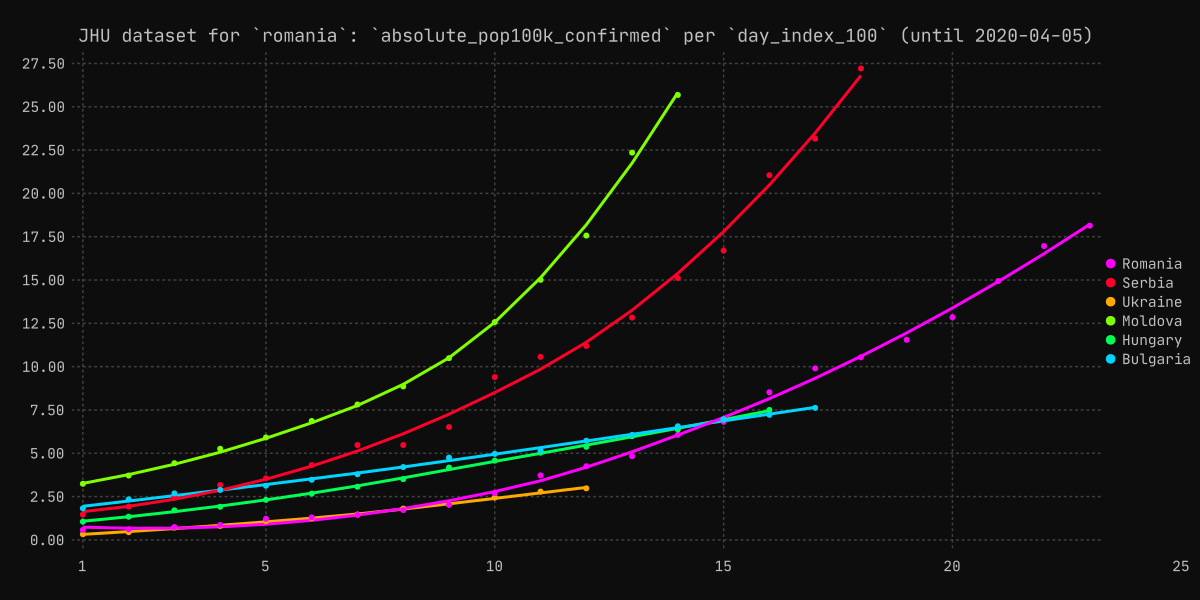 JHU dataset for `romania`: `absolute_pop100k_confirmed` per `day_index_100` (until 2020-04-05)
27.50
25.00
22.50
20.00
17.50
15.00
12.50
10.00
7.50
5.00
2.50
0.00
1 5 10 15 20 25
Romania
Serbia
Ukraine
Moldova
Hungary
Bulgaria